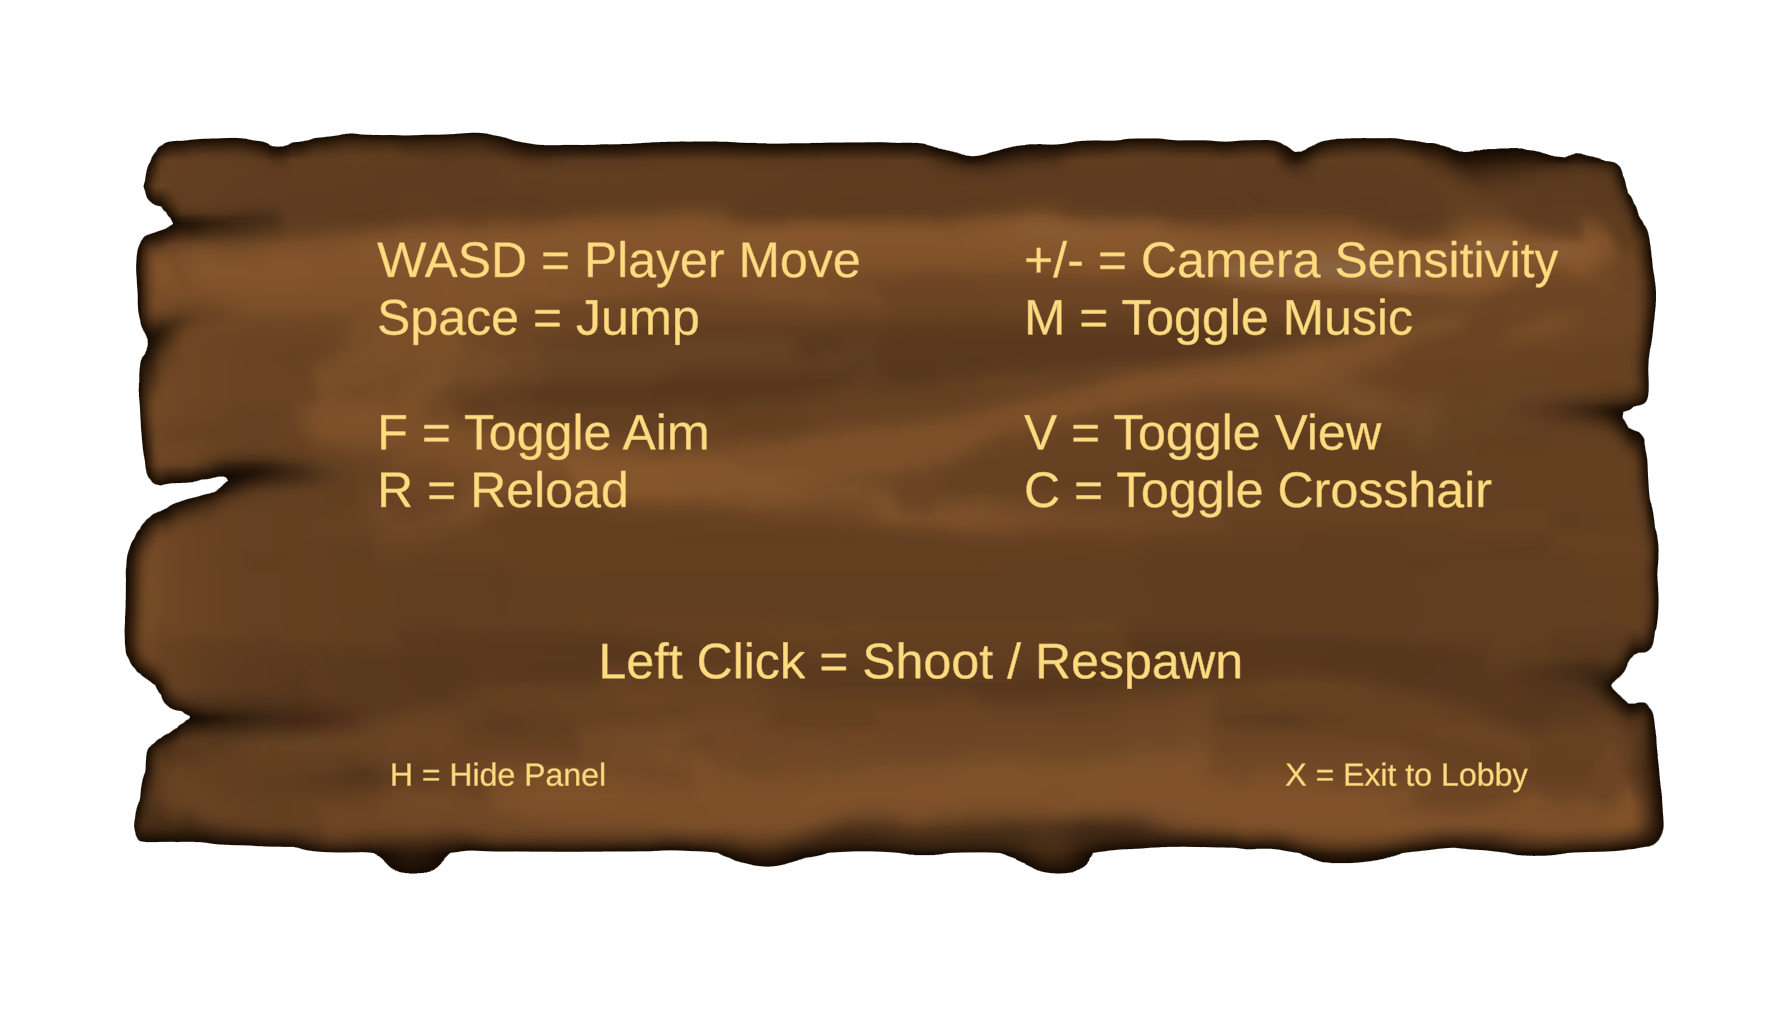 WASD = Player Move
Space = Jump
F = Toggle Aim
R = Reload
+/- = Camera Sensitivity
M = Toggle Music
V = Toggle View
C = Toggle Crosshair
Left Click = Shoot / Respawn
H = Hide Panel
X = Exit to Lobby